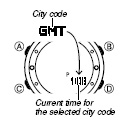 City code
GMT
A
B
P
C
D
Current time for
the selected city code